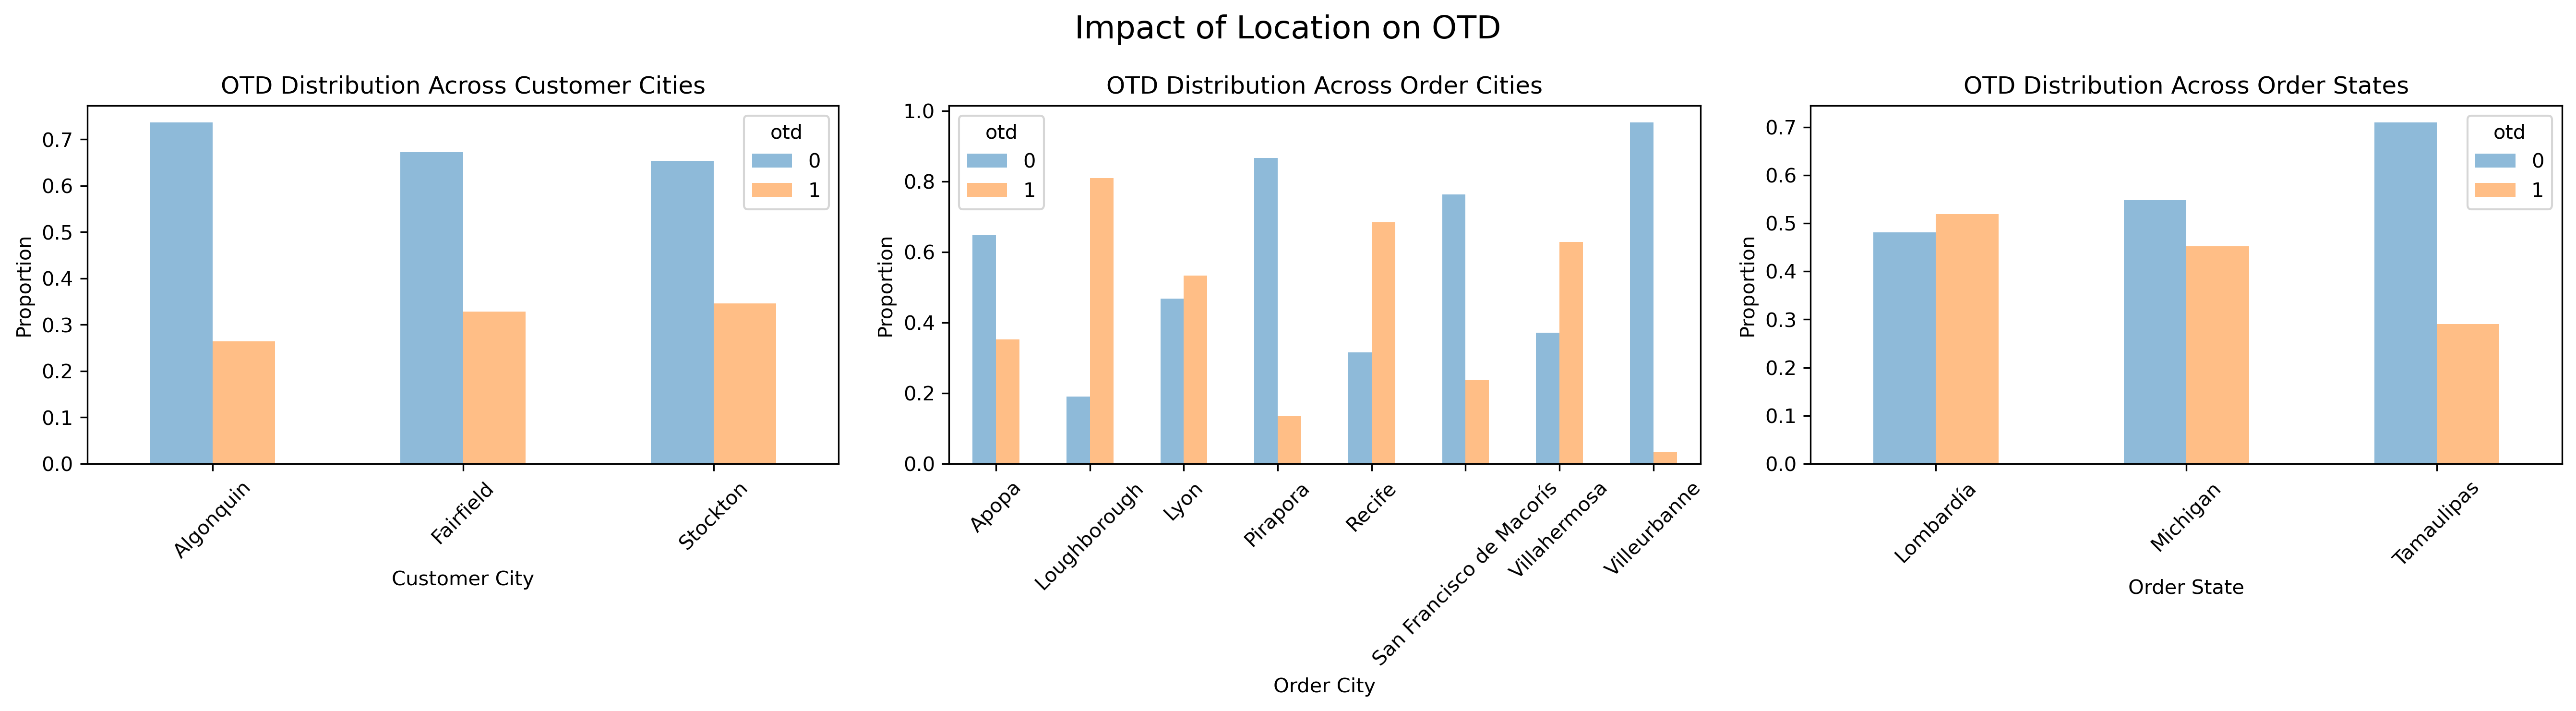 Impact of Location on OTD
OTD Distribution Across Customer Cities
Proportion
0.7
0.6
0.5
0.4
0.3
0.2
0.1
0.0
otd
0
1
Algonquin
Fairfield
Stockton
Customer City
OTD Distribution Across Order Cities
Proportion
1.0
0.8
0.6
0.4
0.2
0.0
otd
0
1
Apopa
Loughborough
Lyon
Pirapora
Recife
San Francisco de Macorís
Villahermosa
Villeurbanne
Order City
OTD Distribution Across Order States
Proportion
0.7
0.6
0.5
0.4
0.3
0.2
0.1
0.0
otd
0
1
Lombardía
Michigan
Tamaulipas
Order State